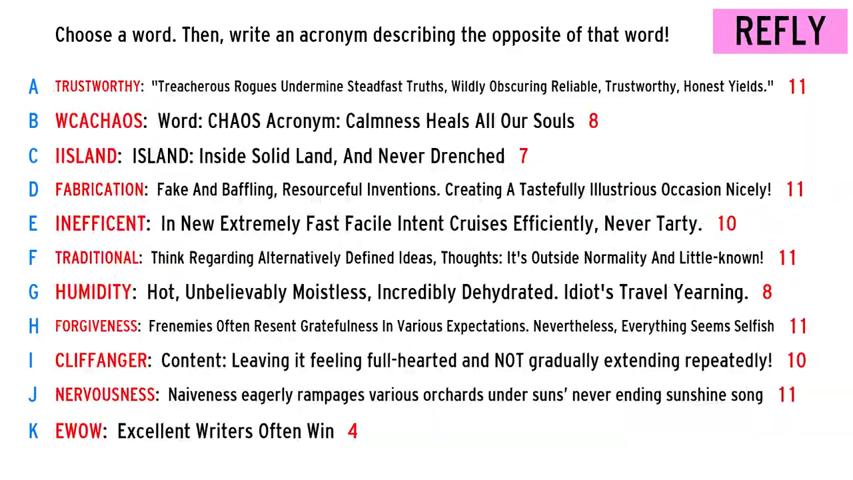 Choose a word. Then, write an acronym describing the opposite of that word!
REFLY
A TRUSTWORTHY: "Treacherous Rogues Undermine Steadfast Truths, Wildly Obscuring Reliable, Trustworthy, Honest Yields." 11
B WCACHAOS: Word: CHAOS Acronym: Calmness Heals All Our Souls 8
C IISLAND: ISLAND: Inside Solid Land, And Never Drenched 7
D FABRICATION: Fake And Baffling, Resourceful Inventions. Creating A Tastefully Illustrious Occasion Nicely! 11
E INEFFICENT: In New Extremely Fast Facile Intent Cruises Efficiently, Never Tarty. 10
F TRADITIONAL: Think Regarding Alternatively Defined Ideas, Thoughts: It's Outside Normality And Little-known! 11
G HUMIDITY: Hot, Unbelievably Moistless, Incredibly Dehydrated. Idiot's Travel Yearning. 8
H FORGIVENESS: Frenemies Often Resent Gratefulness In Various Expectations. Nevertheless, Everything Seems Selfish 11
I CLIFFANGER: Content: Leaving it feeling full-hearted and NOT gradually extending repeatedly! 10
J NERVOUSNESS: Naiveness eagerly rampages various orchards under suns' never ending sunshine song 11
K EWOW: Excellent Writers Often Win 4